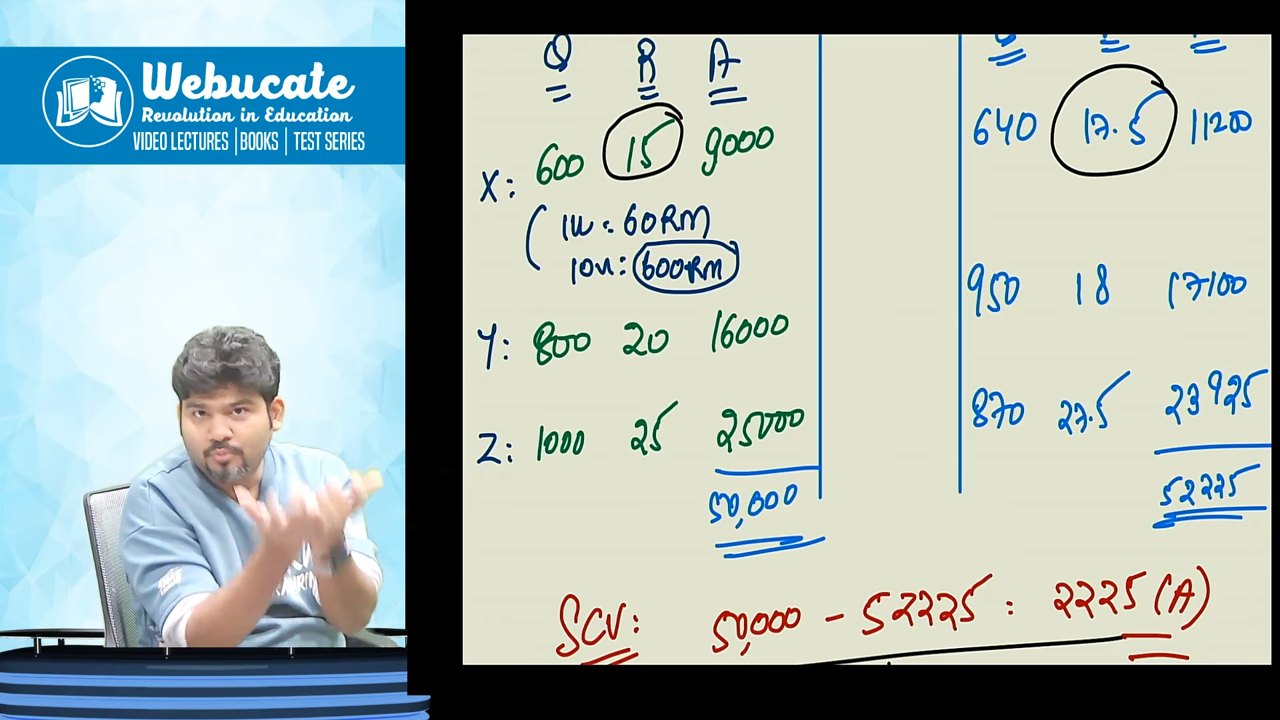 Webucate
Revolution in Education
VIDEO LECTURES | BOOKS | TEST SERIES
Q R A
X: 600 15 9000
640 17.5 11200
1u = 60RM
10u: 600RM
950 18 17100
Y: 800 20 16000
Z: 1000 25 25000
870 27.5 23925
50,000
52225
SCV: 50,000 - 52225 : 2225 (A)